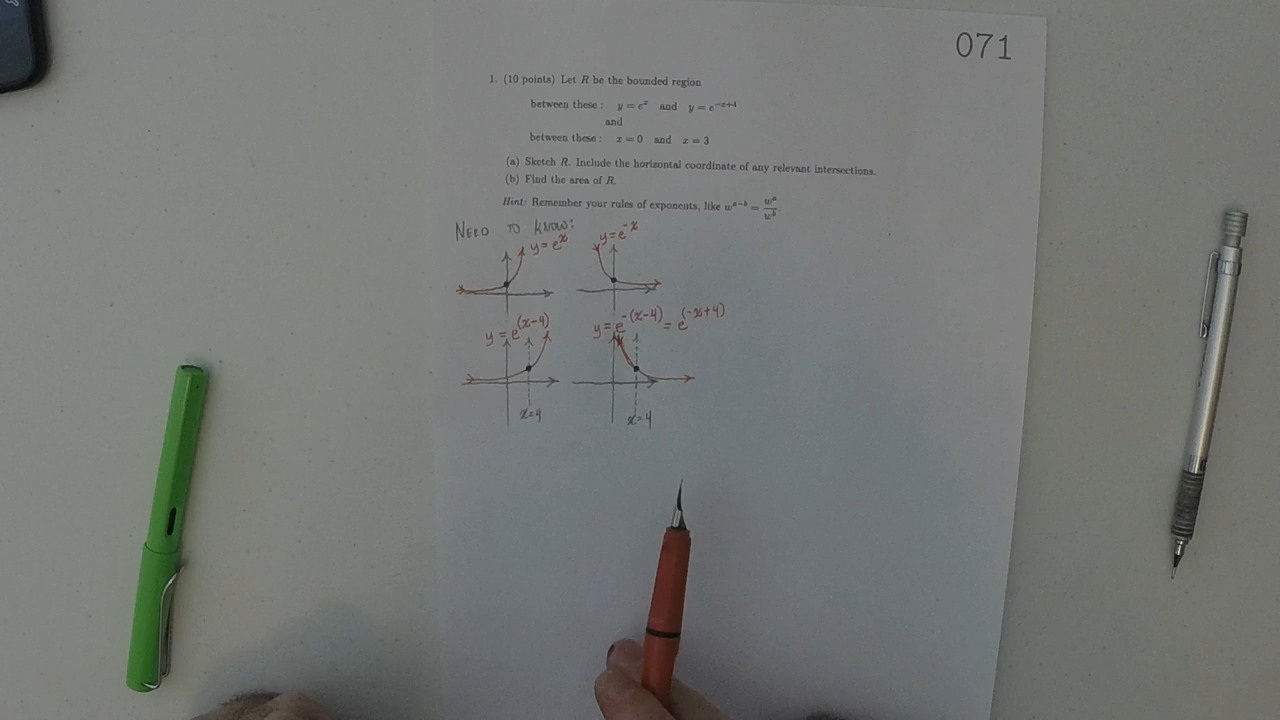 071
1. (10 points) Let R be the bounded region
between these : y = e^x and y = e^{-x+4}
and
between these : x = 0 and x = 3
(a) Sketch R. Include the horizontal coordinate of any relevant intersections.
(b) Find the area of R.
Hint: Remember your rules of exponents, like w^{a-b} = w^a/w^b.
NEED TO KNOW:
y=e^x y=e^{-x}
y=e^{(x-4)} y=e^{-(x-4)}=e^{(-x+4)}
x=4 x=4